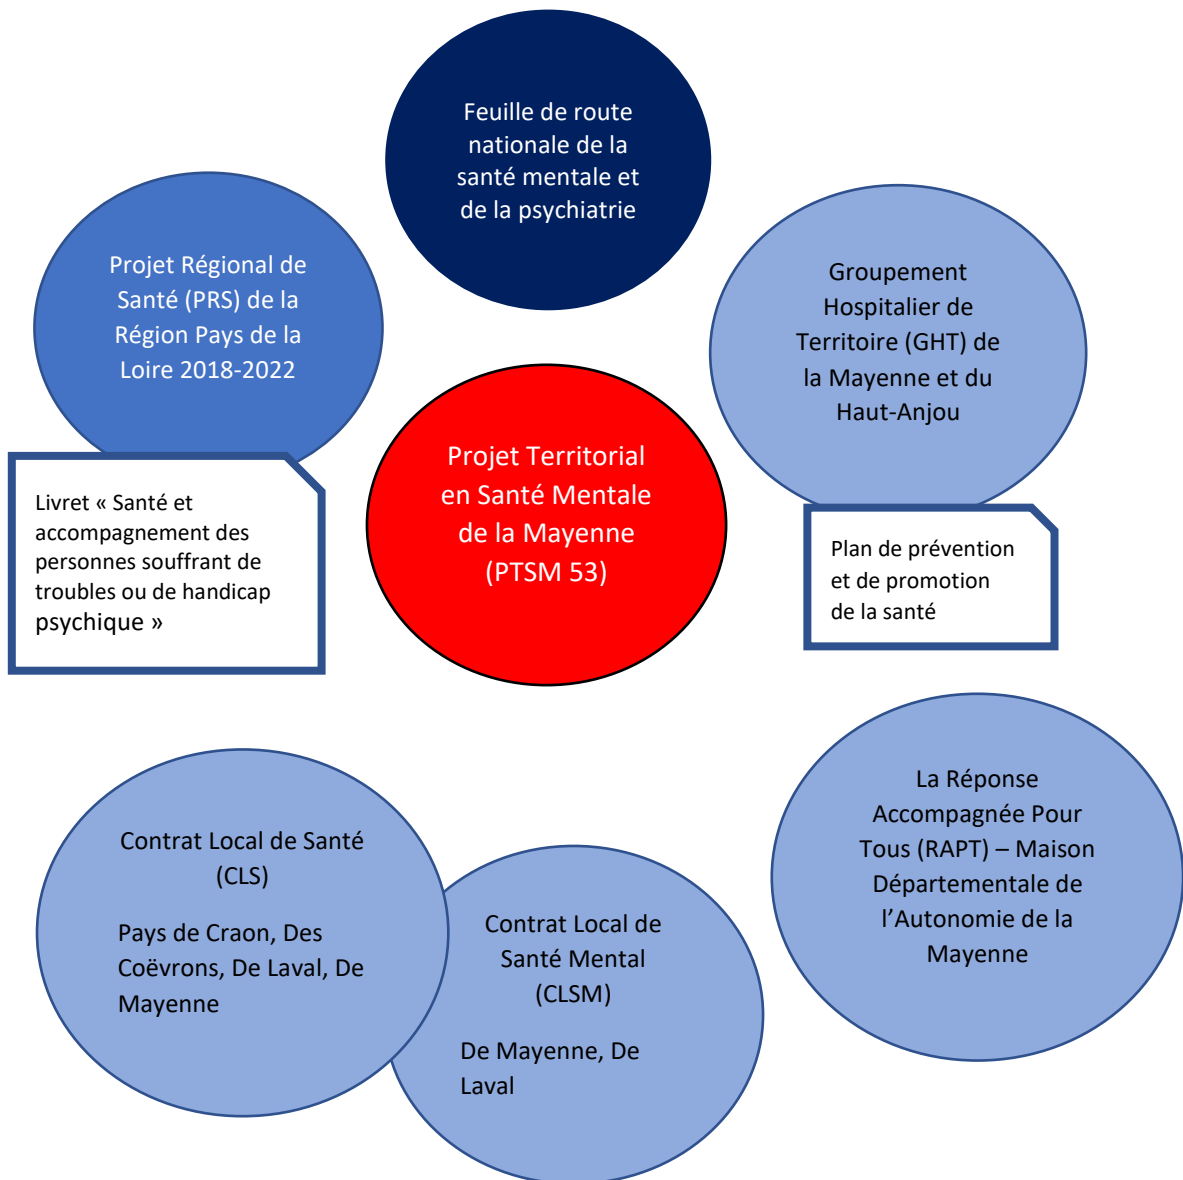 Feuille de route
nationale de la
santé mentale et
de la psychiatrie
Projet Régional de
Santé (PRS) de la
Région Pays de la
Loire 2018-2022
Groupement
Hospitalier de
Territoire (GHT) de
la Mayenne et du
Haut-Anjou
Projet Territorial
en Santé Mentale
de la Mayenne
(PTSM 53)
Livret « Santé et
accompagnement des
personnes souffrant de
troubles ou de handicap
psychique »
Plan de prévention
et de promotion
de la santé
La Réponse
Accompagnée Pour
Tous (RAPT) – Maison
Départementale de
l’Autonomie de la
Mayenne
Contrat Local de Santé
(CLS)
Pays de Craon, Des
Coëvrons, De Laval, De
Mayenne
Contrat Local de
Santé Mental
(CLSM)
De Mayenne, De
Laval